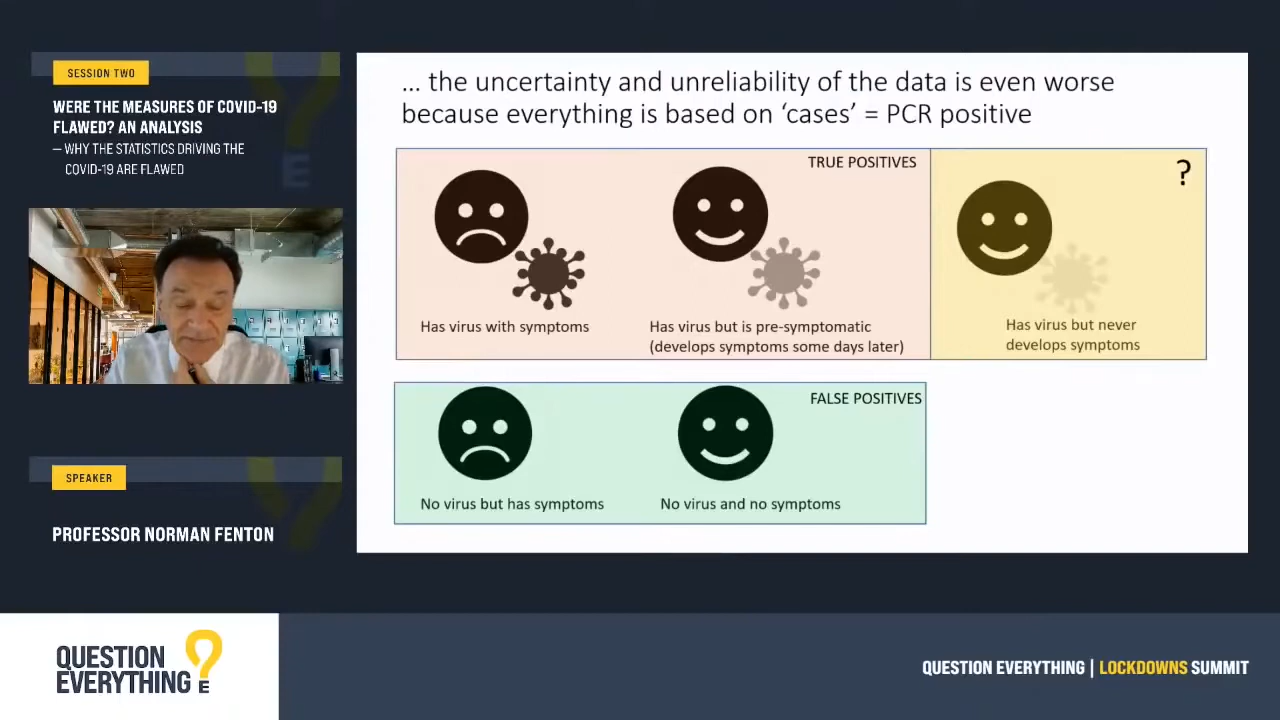 SESSION TWO
WERE THE MEASURES OF COVID-19
FLAWED? AN ANALYSIS
– WHY THE STATISTICS DRIVING THE
COVID-19 ARE FLAWED
SPEAKER
PROFESSOR NORMAN FENTON
... the uncertainty and unreliability of the data is even worse
because everything is based on ‘cases’ = PCR positive
TRUE POSITIVES
?
Has virus with symptoms
Has virus but is pre-symptomatic
(develops symptoms some days later)
Has virus but never
develops symptoms
FALSE POSITIVES
No virus but has symptoms
No virus and no symptoms
QUESTION
EVERYTHING
?
E
QUESTION EVERYTHING | LOCKDOWNS SUMMIT